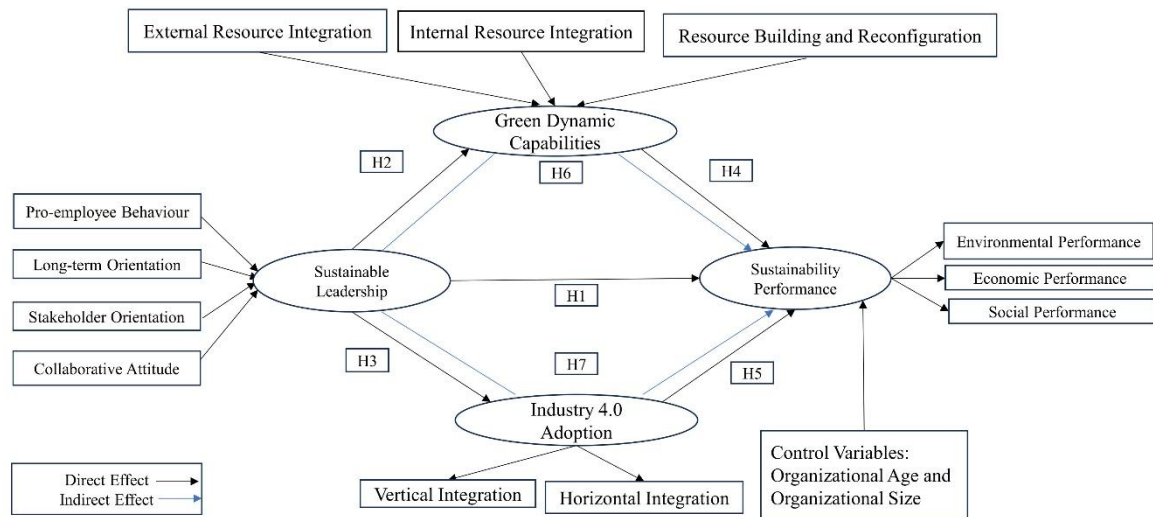 External Resource Integration
Internal Resource Integration
Resource Building and Reconfiguration
Green Dynamic
Capabilities
H2
H6
H4
Pro-employee Behaviour
Long-term Orientation
Stakeholder Orientation
Collaborative Attitude
Sustainable
Leadership
H1
Sustainability
Performance
Environmental Performance
Economic Performance
Social Performance
H3
H7
H5
Industry 4.0
Adoption
Vertical Integration
Horizontal Integration
Control Variables:
Organizational Age and
Organizational Size
Direct Effect
Indirect Effect